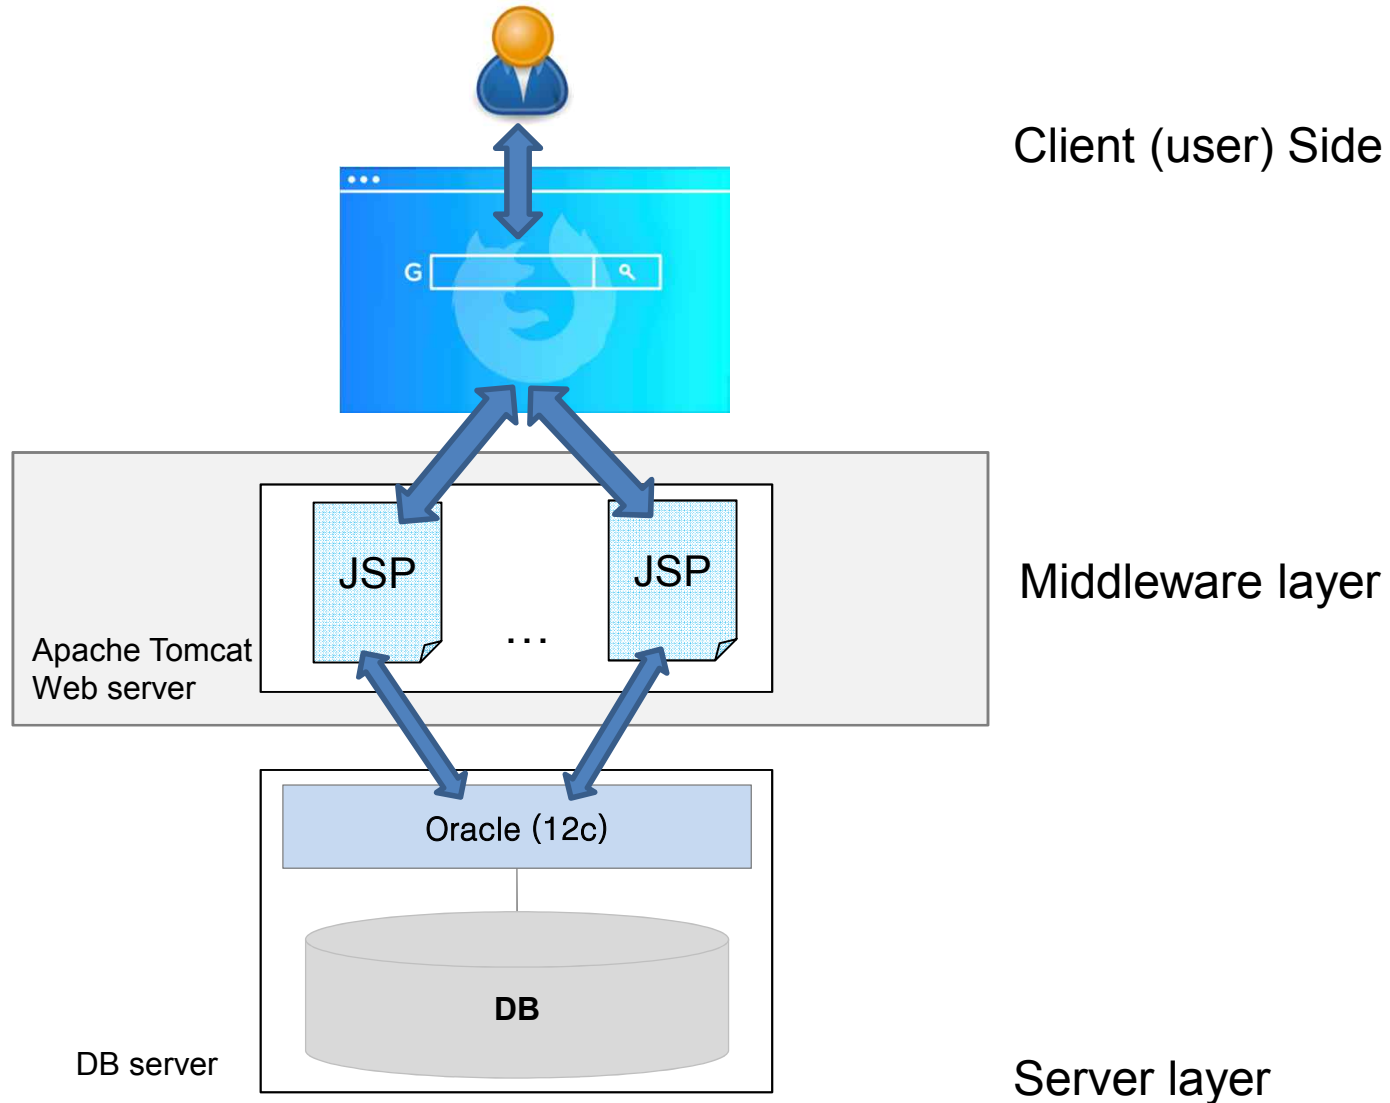 Client (user) Side
G
JSP
JSP
...
Middleware layer
Apache Tomcat
Web server
Oracle (12c)
DB
DB server
Server layer